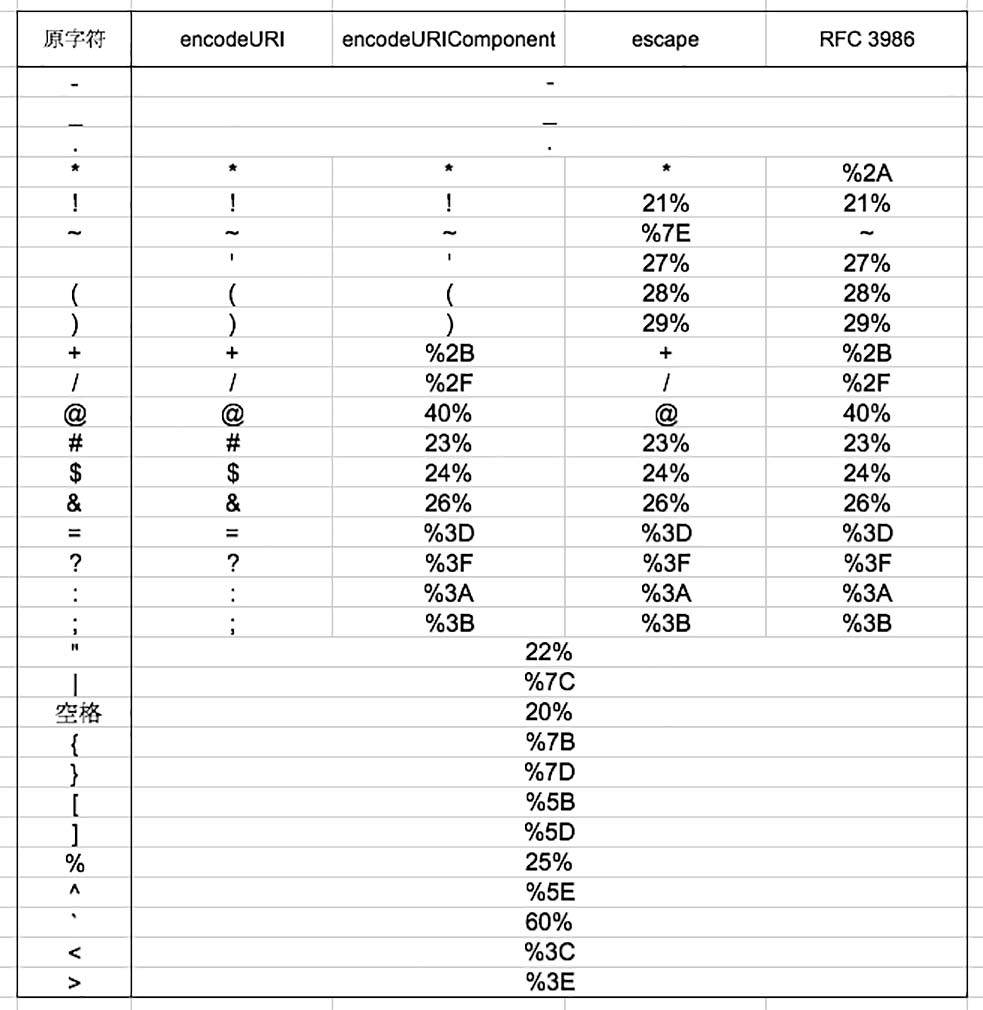 原字符 encodeURI encodeURIComponent escape RFC 3986
- -
_ _
. .
* * * * %2A
! ! ! 21% 21%
~ ~ ~ %7E ~
' ' 27% 27%
( ( ( 28% 28%
) ) ) 29% 29%
+ + %2B + %2B
/ / %2F / %2F
@ @ 40% @ 40%
# # 23% 23% 23%
$ $ 24% 24% 24%
& & 26% 26% 26%
= = %3D %3D %3D
? ? %3F %3F %3F
: : %3A %3A %3A
; ; %3B %3B %3B
" 22%
| %7C
空格 20%
{ %7B
} %7D
[ %5B
] %5D
% 25%
^ %5E
` 60%
< %3C
> %3E